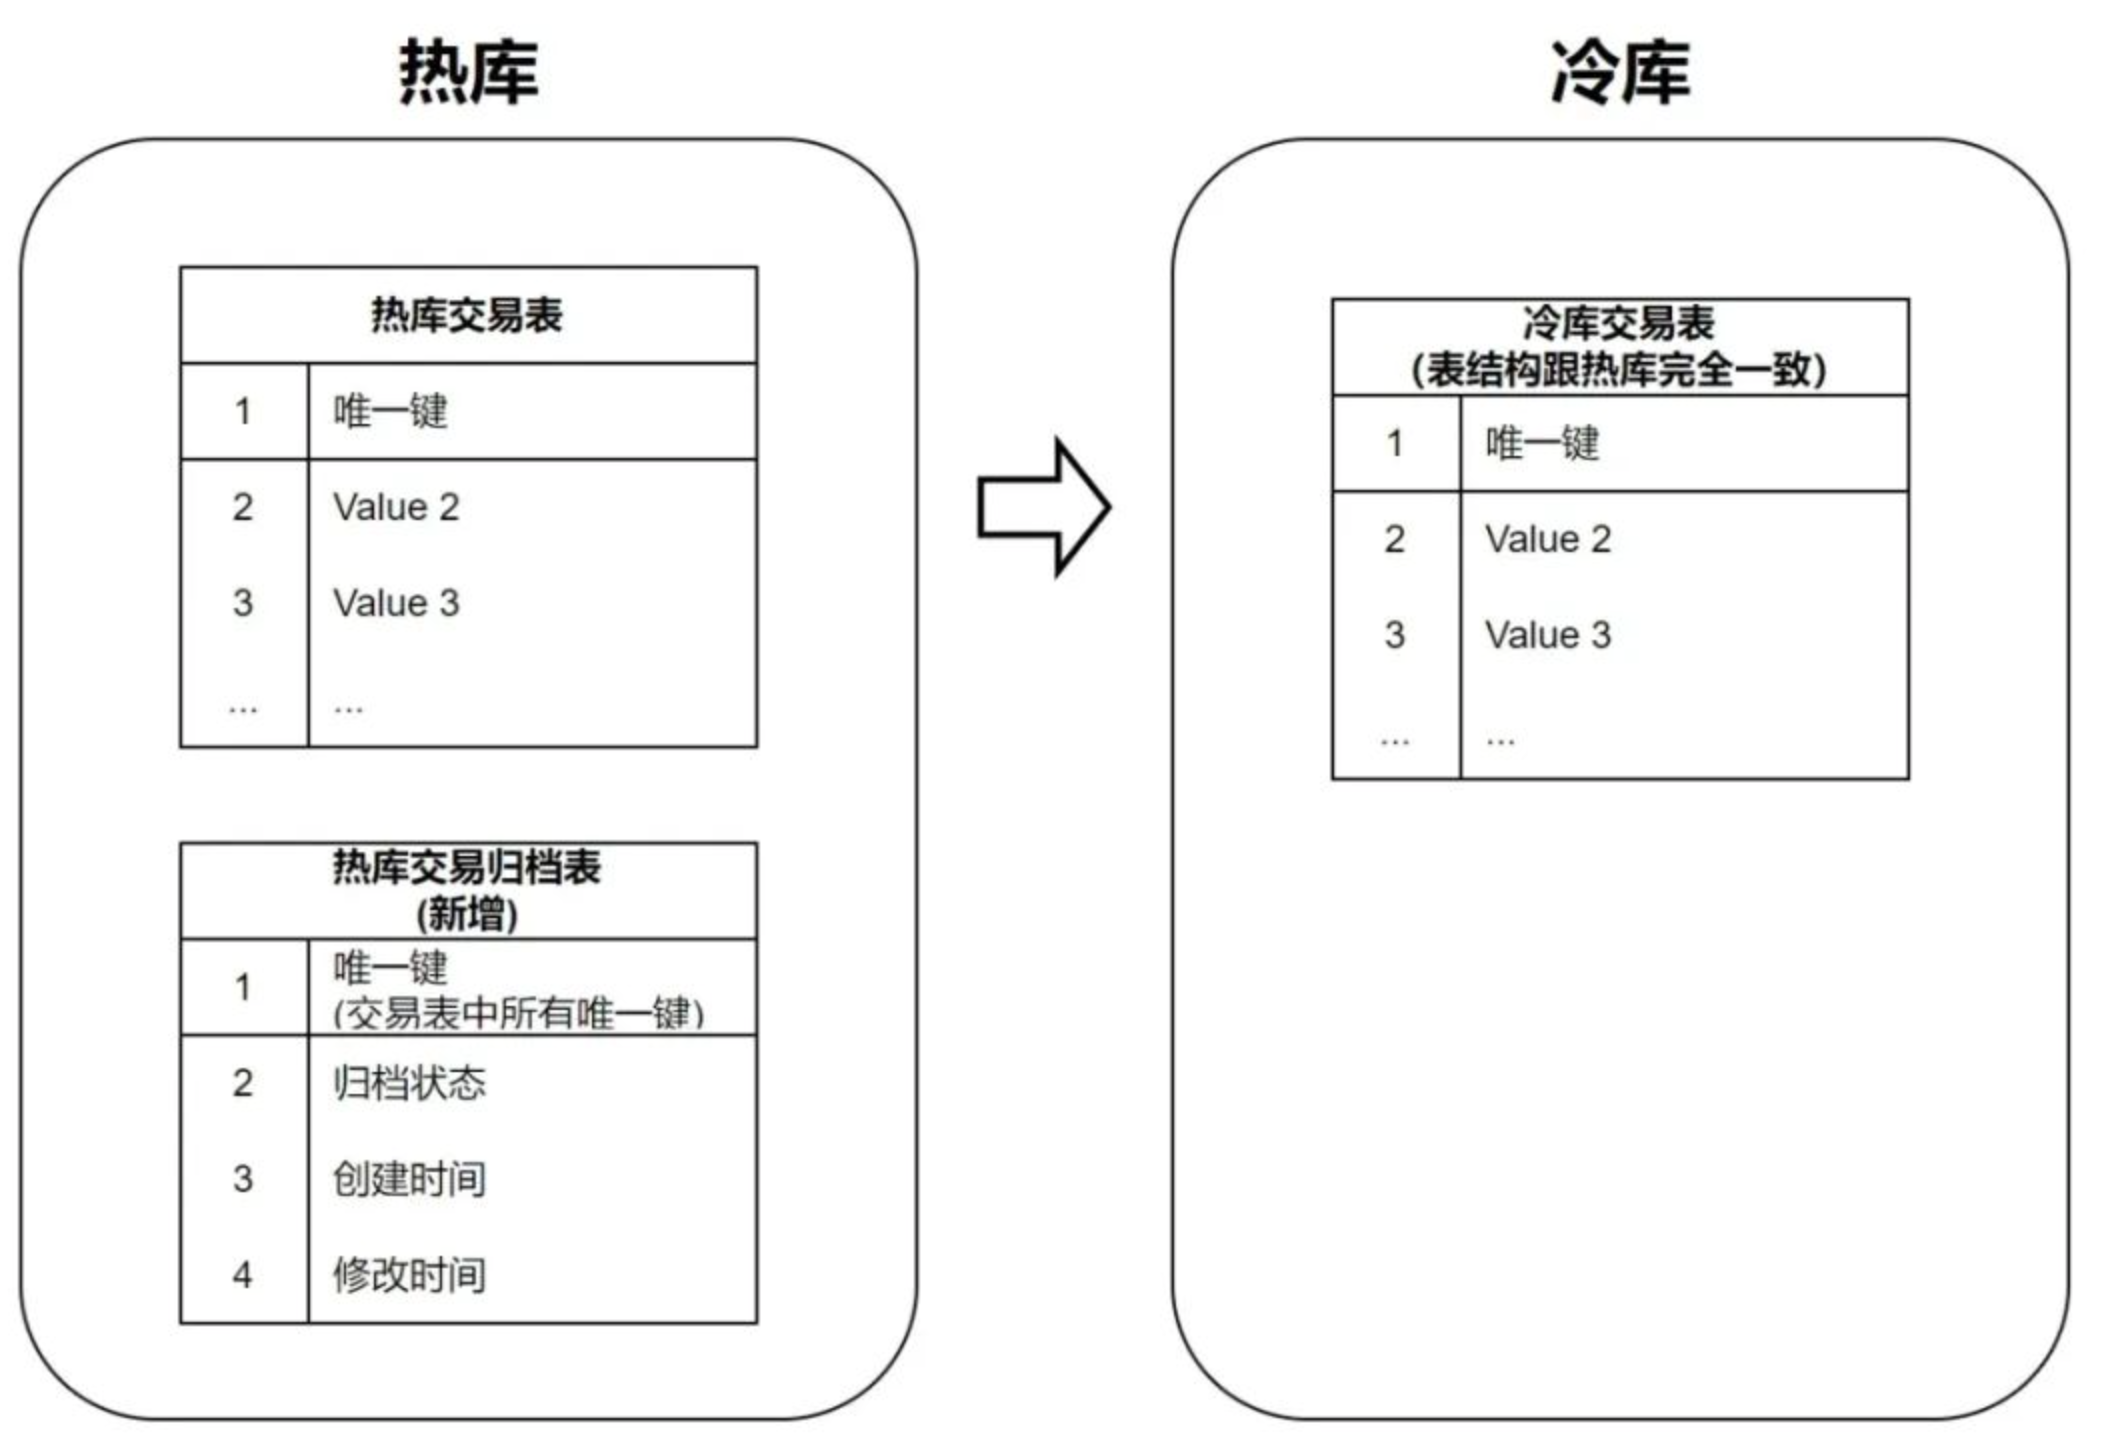 热库
热库交易表
1 唯一键
2 Value 2
3 Value 3
... ...
热库交易归档表
(新增)
1 唯一键
(交易表中所有唯一键)
2 归档状态
3 创建时间
4 修改时间
冷库
冷库交易表
(表结构跟热库完全一致)
1 唯一键
2 Value 2
3 Value 3
... ...